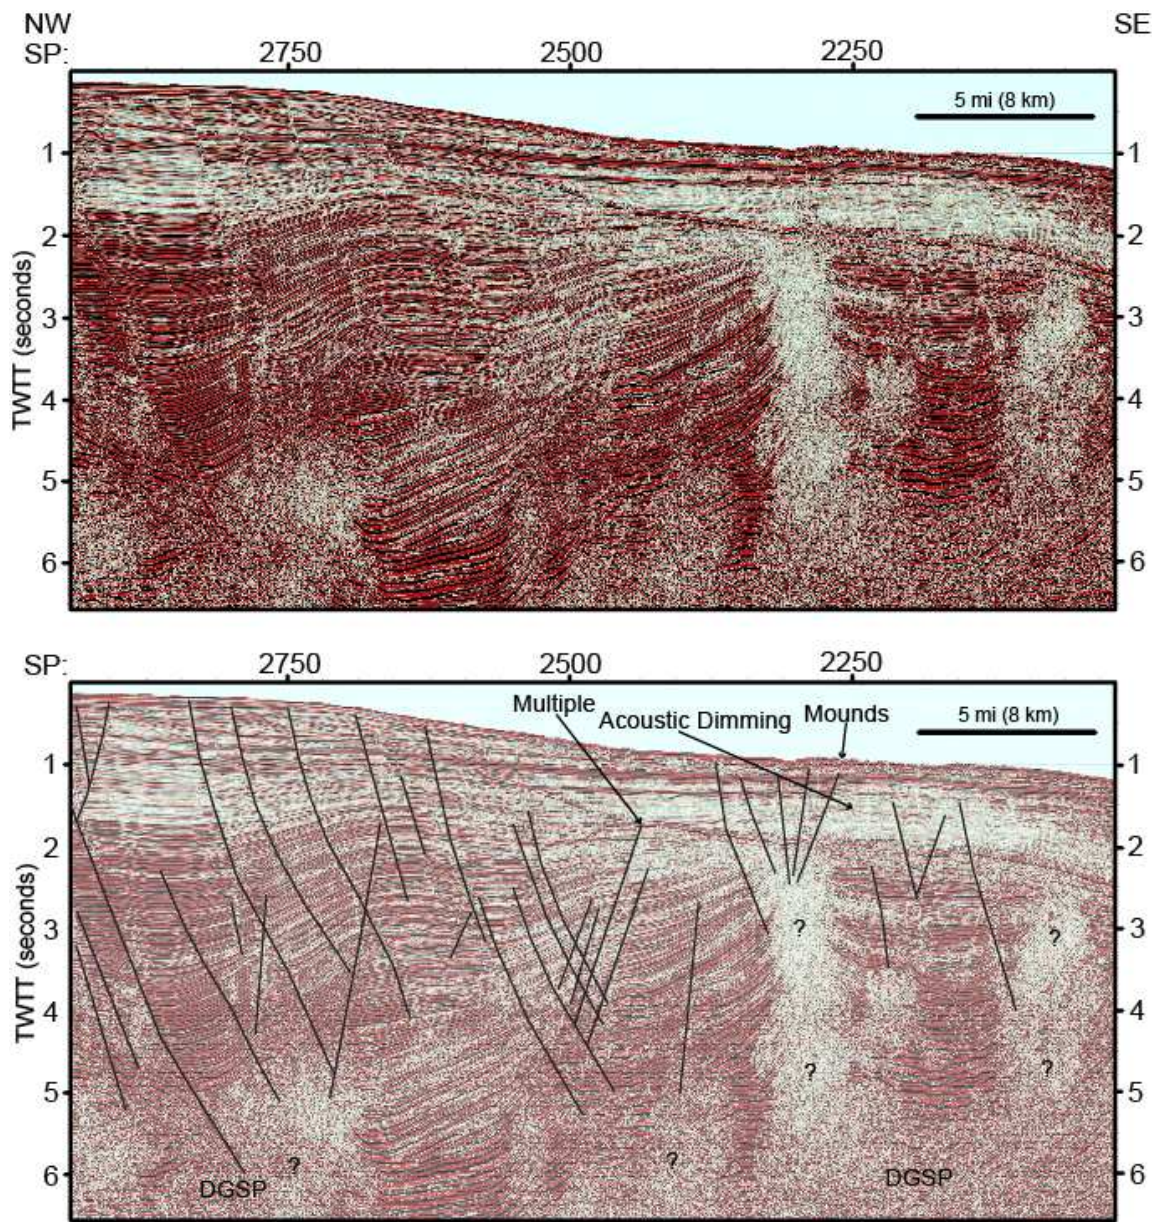 NW SE
SP: 2750 2500 2250
5 mi (8 km)
1 1
2 2
3 3
TWTT (seconds)
4 4
5 5
6 6
SP: 2750 2500 2250
Multiple Acoustic Dimming Mounds
5 mi (8 km)
1 1
2 2
3 ? ? 3
TWTT (seconds)
4 4
? ?
5 5
? ?
6 6
DGSP DGSP